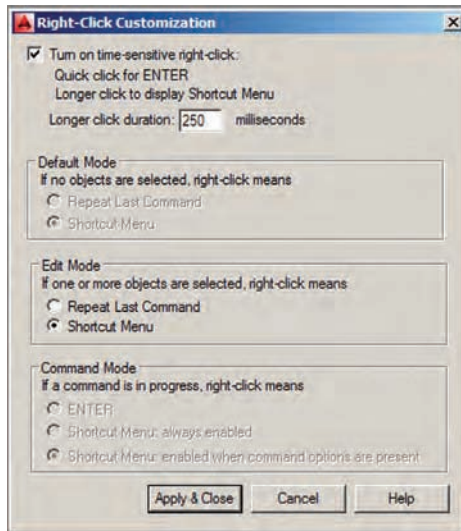 Right-Click Customization
Turn on time-sensitive right-click:
Quick click for ENTER
Longer click to display Shortcut Menu
Longer click duration: 250 milliseconds
Default Mode
If no objects are selected, right-click means
Repeat Last Command
Shortcut Menu
Edit Mode
If one or more objects are selected, right-click means
Repeat Last Command
Shortcut Menu
Command Mode
If a command is in progress, right-click means
ENTER
Shortcut Menu: always enabled
Shortcut Menu: enabled when command options are present
Apply & Close Cancel Help